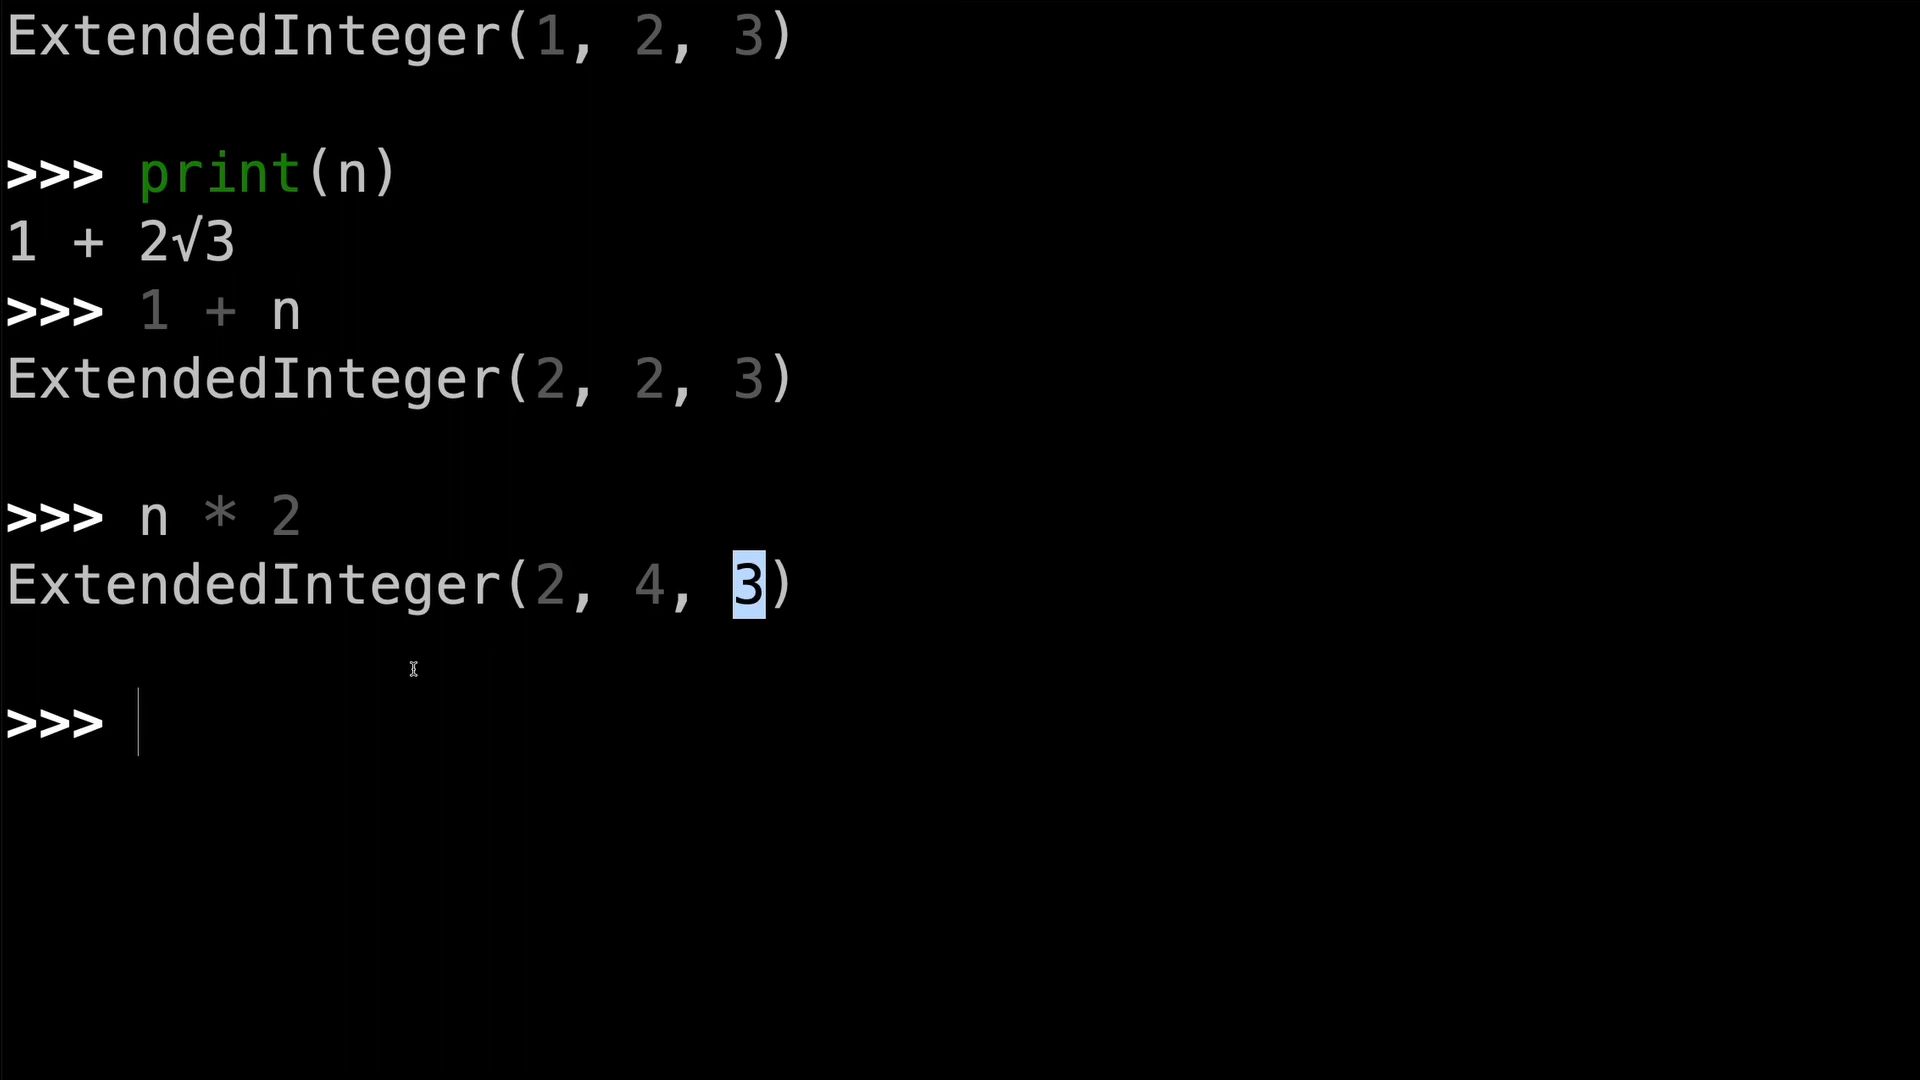 ExtendedInteger(1, 2, 3)
>>> print(n)
1 + 2√3
>>> 1 + n
ExtendedInteger(2, 2, 3)
>>> n * 2
ExtendedInteger(2, 4, 3)
>>>